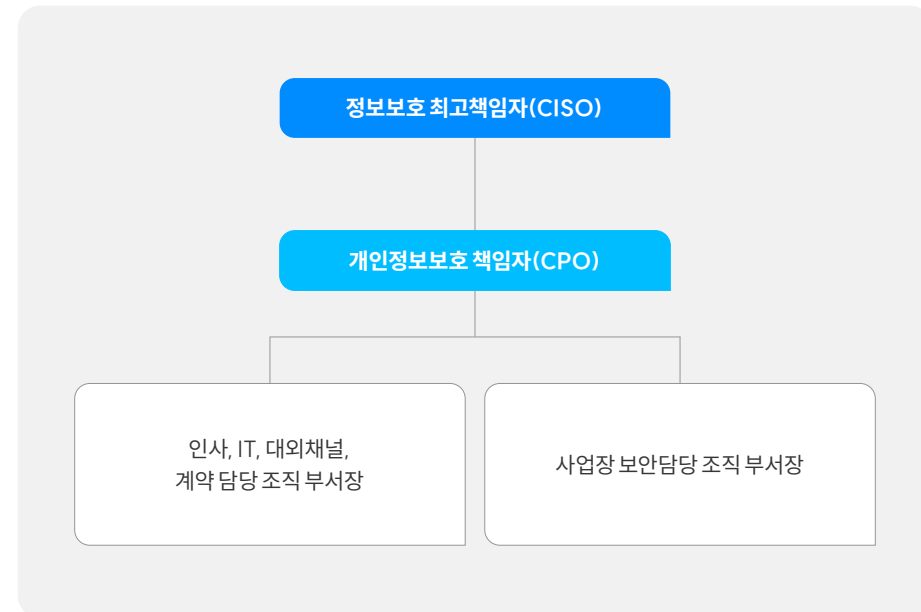 정보보호 최고책임자(CISO)
개인정보보호 책임자(CPO)
인사, IT, 대외채널,
계약 담당 조직 부서장
사업장 보안담당 조직 부서장